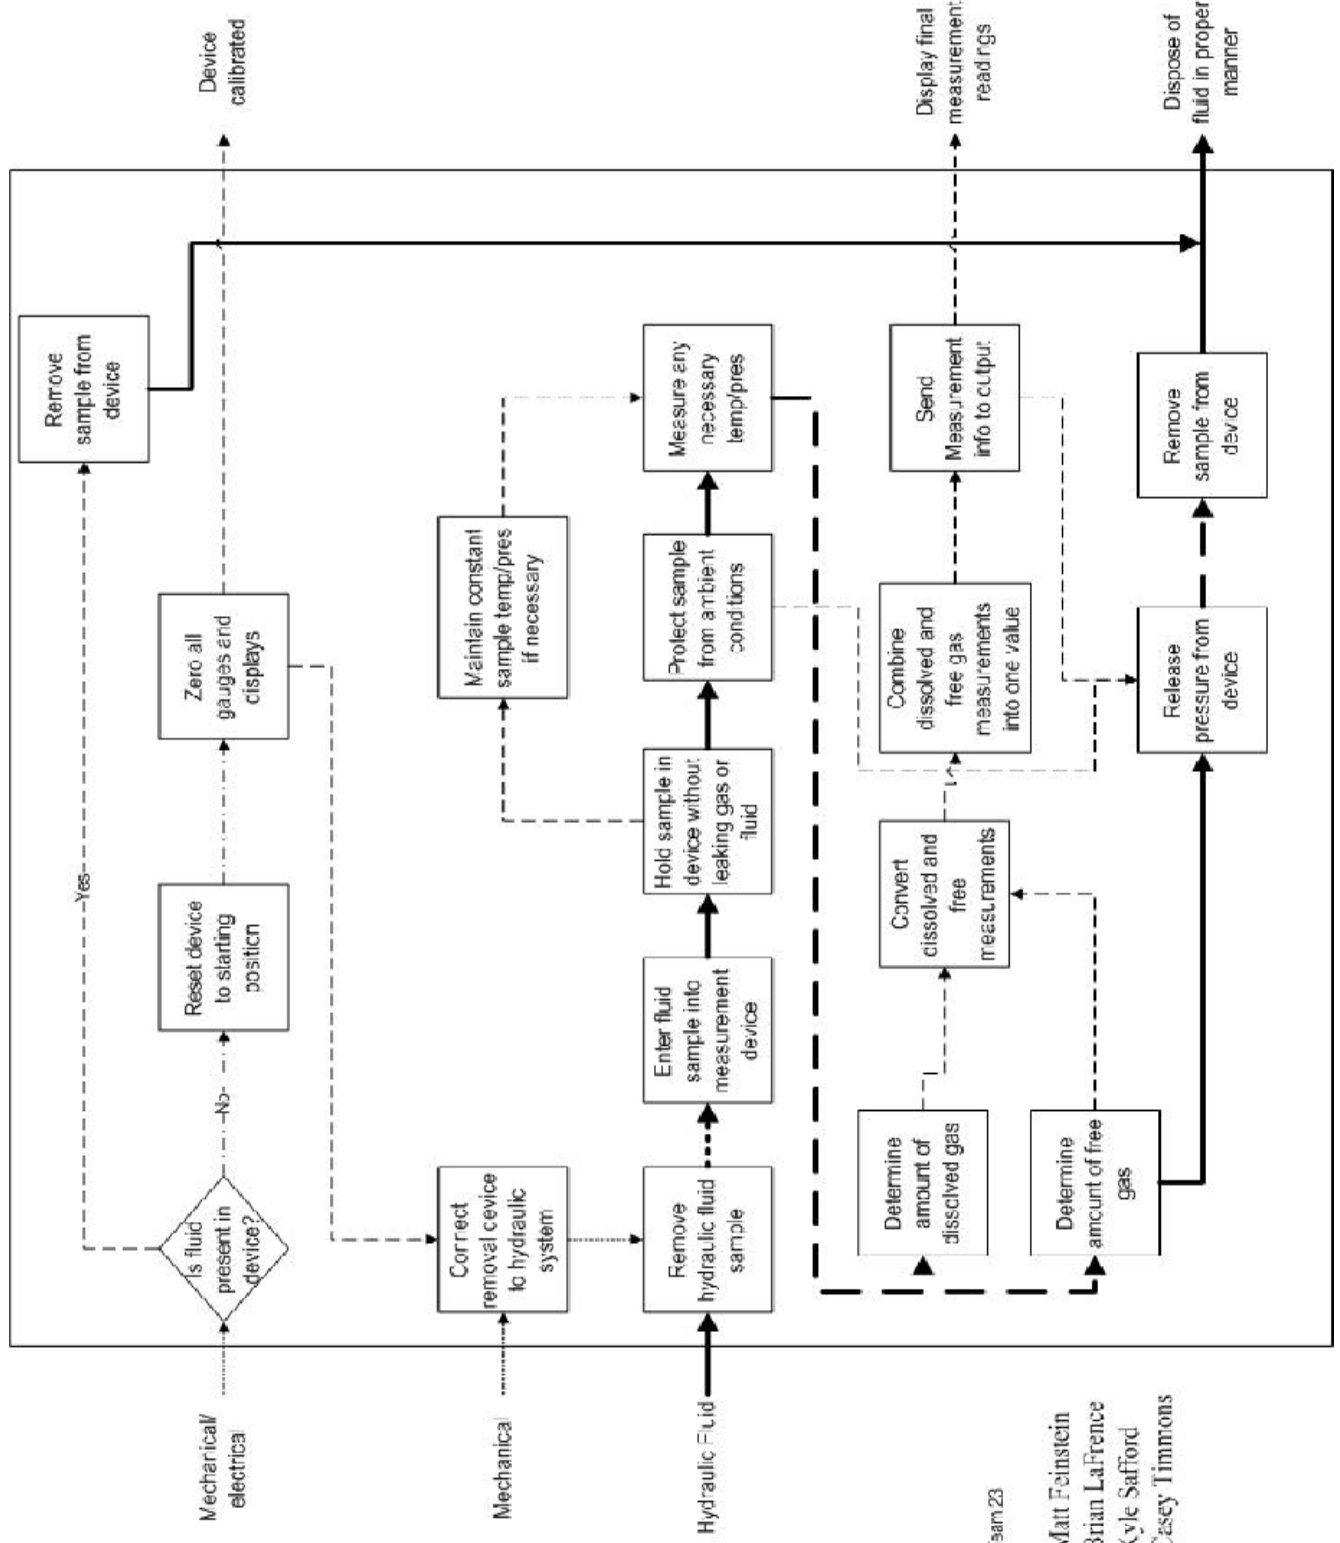 Mechanical/
electrical
Is fluid
present in
device?
Yes
No
Remove
sample from
device
Reset device
to starting
position
Zero all
gauges and
cisplays
Device
calibrated
Mechanical
Correct
removal cevice
to hydraulic
system
Maintain constant
sample temp/pres
if necessary
Hydraulic Fluid
Remove
hydraulic fluid
sample
Enter fluid
sample into
measurement
device
Hold sample in
device without
leaking gas or
fluid
Protect sample
from ambient
conditions
Measure any
necessary
temp/pres
Determine
amount of
dissolved gas
Determine
amount of free
gas
Convert
dissolved and
free
measurements
Combine
dissolved and
free gas
measurements
into one value
Send
Measurement
info to output
Display final
measurement
readings
Release
pressure from
device
Remove
sample from
device
Dispose of
fluid in proper
manner
eam 23
Matt Feinstein
Brian LaFrence
Kyle Safford
Casey Timmons